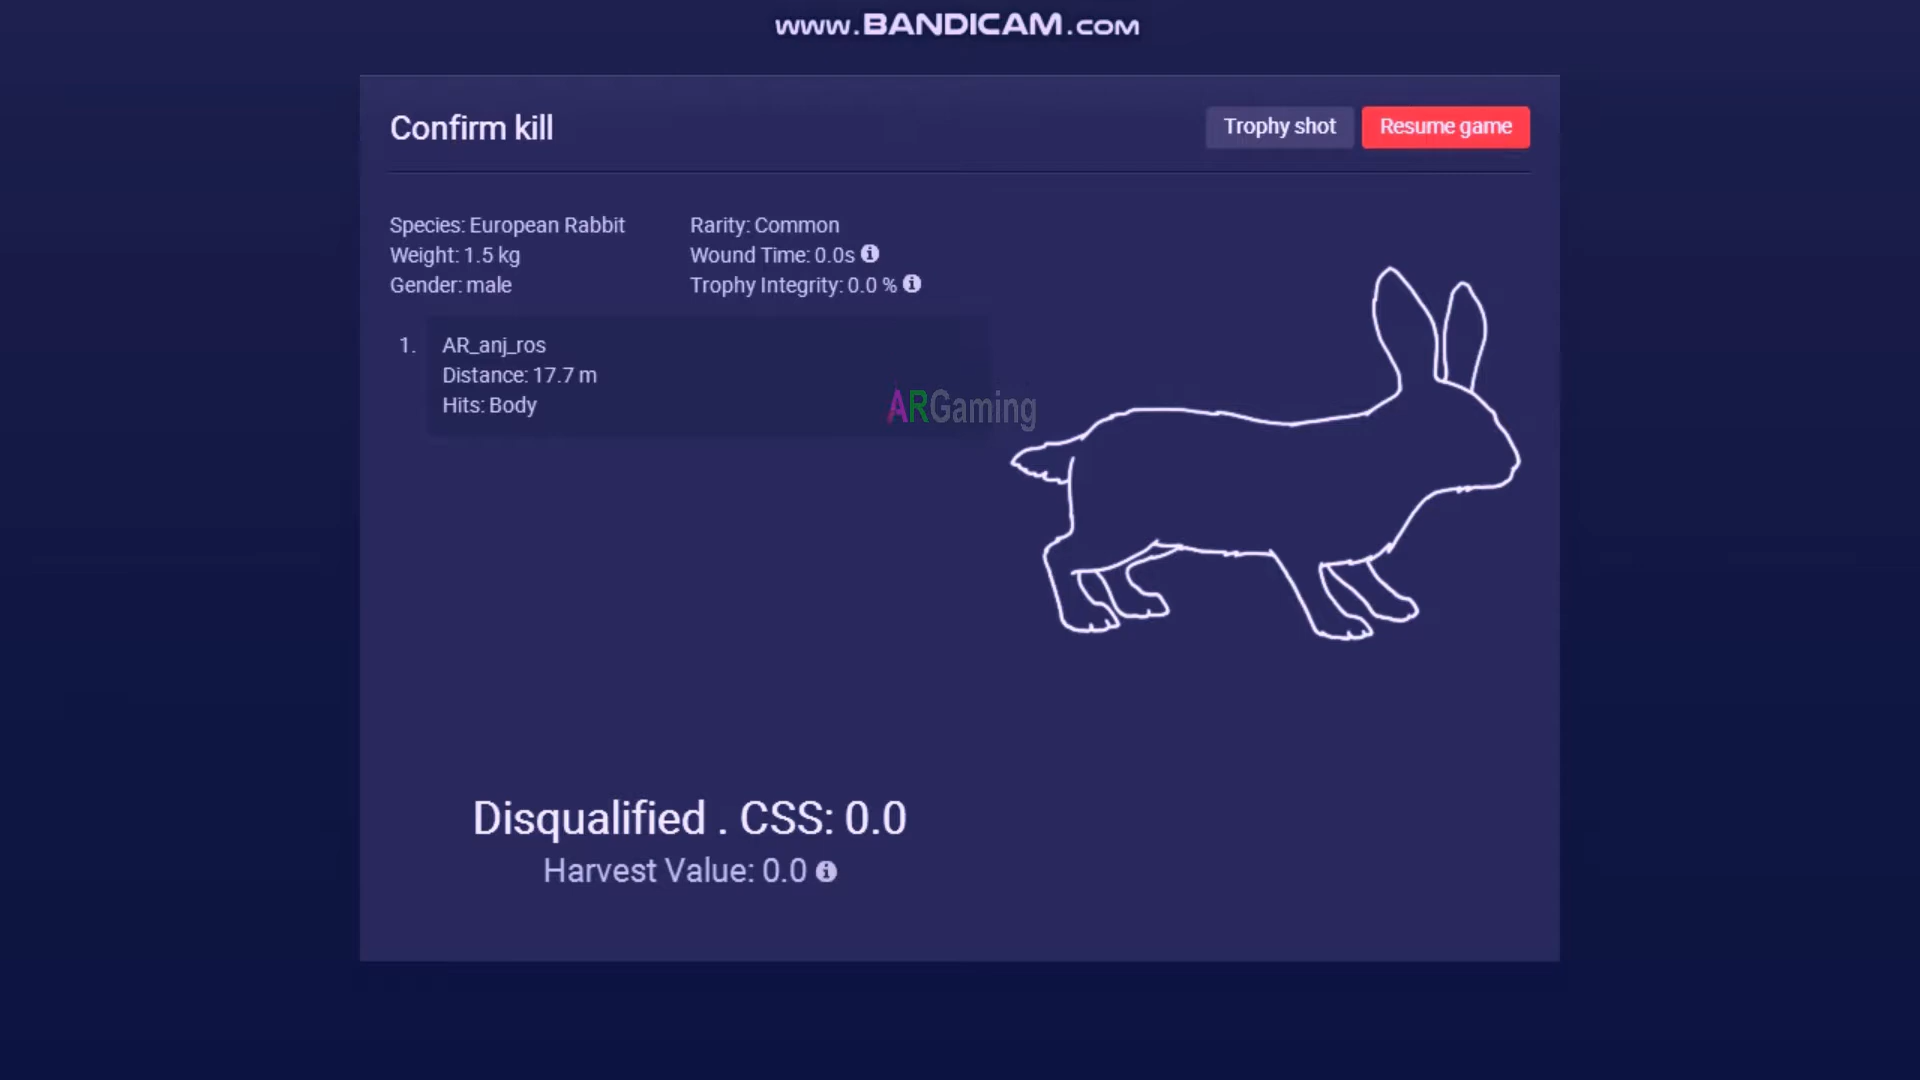 www.BANDICAM.COM
Confirm kill
Trophy shot
Resume game
Species: European Rabbit
Weight: 1.5 kg
Gender: male
Rarity: Common
Wound Time: 0.0s
Trophy Integrity: 0.0 %
1.
AR_anj_ros
Distance: 17.7 m
Hits: Body
ARGaming
Disqualified . CSS: 0.0
Harvest Value: 0.0